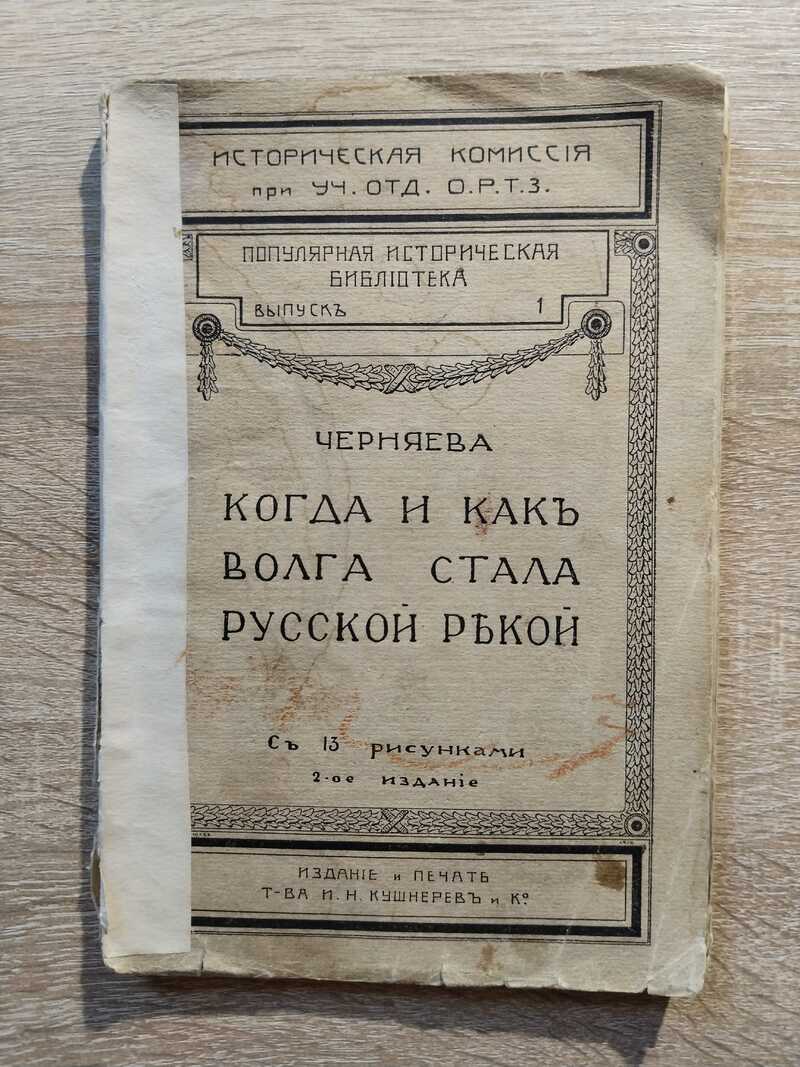 ИСТОРИЧЕСКАЯ КОМИССІЯ
при УЧ. ОТД. О.Р.Т.З.
ПОПУЛЯРНАЯ ИСТОРИЧЕСКАЯ
БИБЛІОТЕКА
ВЫПУСКЪ 1
ЧЕРНЯЕВА
КОГДА И КАКЪ
ВОЛГА СТАЛА
РУССКОЙ РѢКОЙ
Съ 13 рисунками
2-ое изданіе
ИЗДАНІЕ и ПЕЧАТЬ
Т-ВА И. Н. КУШНЕРЕВЪ и Ко